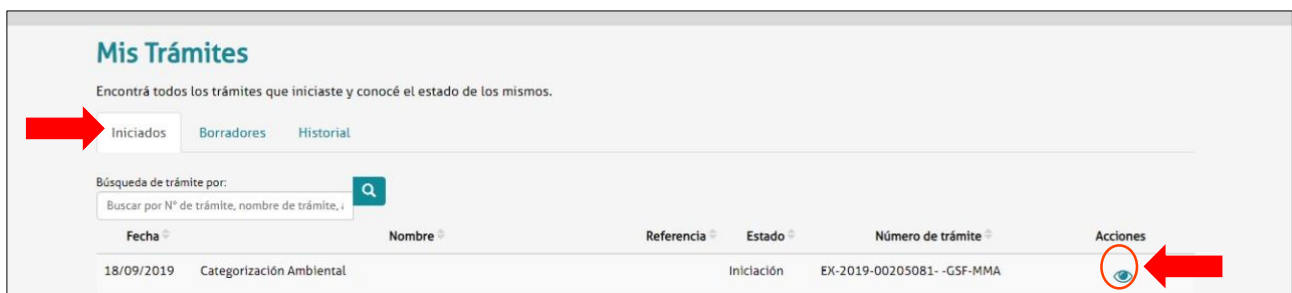 Mis Trámites
Encontrá todos los trámites que iniciaste y conocé el estado de los mismos.
Iniciados Borradores Historial
Búsqueda de trámite por:
Buscar por N° de trámite, nombre de trámite,
Fecha Nombre Referencia Estado Número de trámite Acciones
18/09/2019 Categorización Ambiental Iniciación EX-2019-00205081- -GSF-MMA